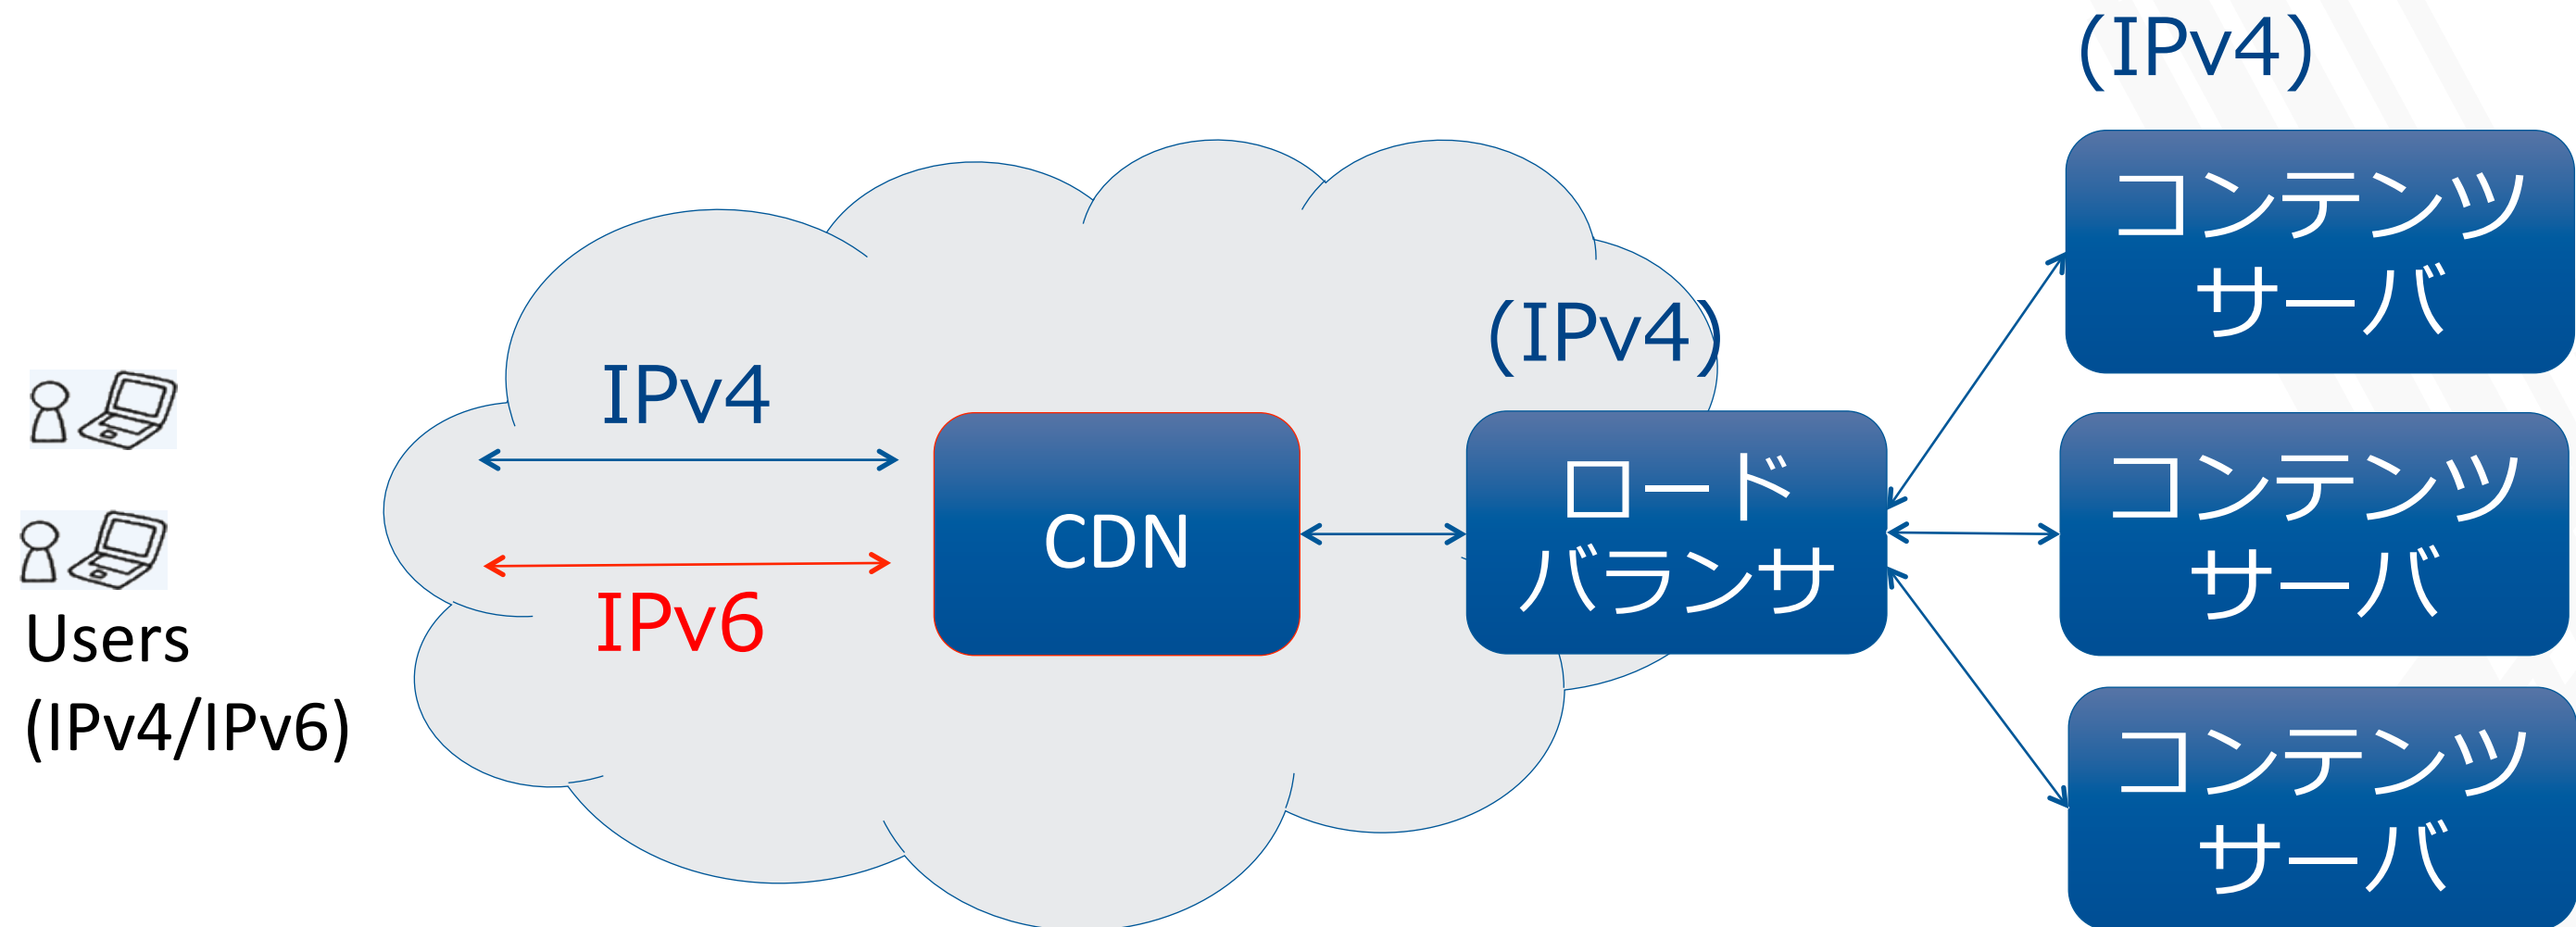 Users
(IPv4/IPv6)
IPv4
IPv6
CDN
(IPv4)
ロード
バランサ
(IPv4)
コンテンツ
サーバ
コンテンツ
サーバ
コンテンツ
サーバ